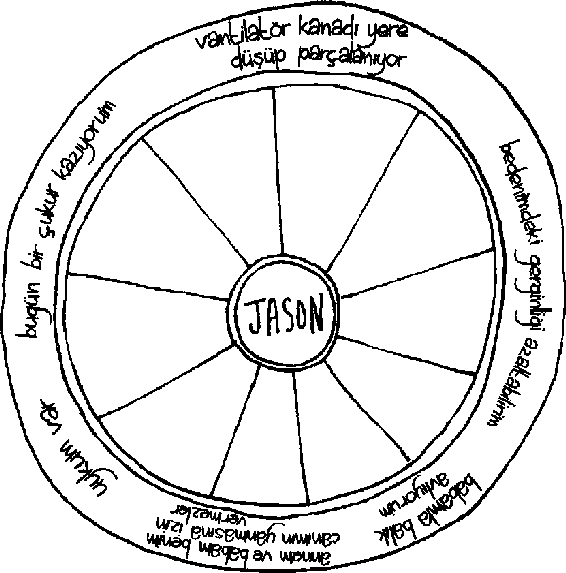 vantilatör kanadı yere
düşüp parçalanıyor
bedenimdeki gerginliği azaltabilirim
babamla balık
avlıyorum
annem ve babam benim
canımın yanmasına izin
vermezler
uykum var
bugün bir çukur kazıyorum
JASON